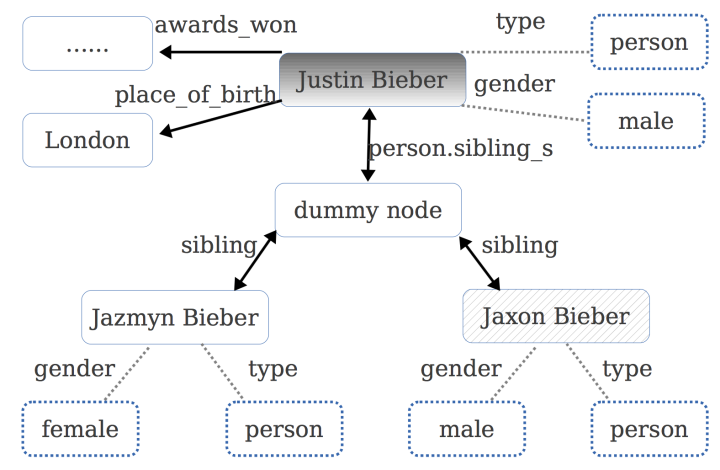 awards_won
type
......
person
Justin Bieber
gender
place_of_birth
male
London
person.sibling_s
dummy node
sibling
sibling
Jazmyn Bieber
Jaxon Bieber
gender
type
gender
type
female
person
male
person